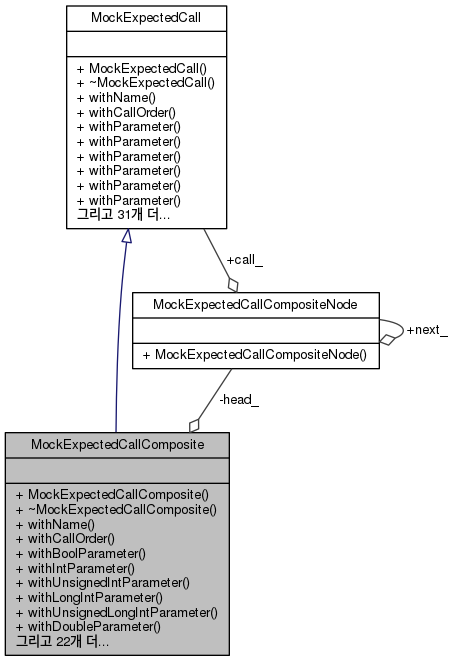 MockExpectedCall
+ MockExpectedCall()
+ ~MockExpectedCall()
+ withName()
+ withCallOrder()
+ withParameter()
+ withParameter()
+ withParameter()
+ withParameter()
+ withParameter()
+ withParameter()
그리고 31개 더...
+call_
MockExpectedCallCompositeNode
+ MockExpectedCallCompositeNode()
+next_
-head_
MockExpectedCallComposite
+ MockExpectedCallComposite()
+ ~MockExpectedCallComposite()
+ withName()
+ withCallOrder()
+ withBoolParameter()
+ withIntParameter()
+ withUnsignedIntParameter()
+ withLongIntParameter()
+ withUnsignedLongIntParameter()
+ withDoubleParameter()
그리고 22개 더...